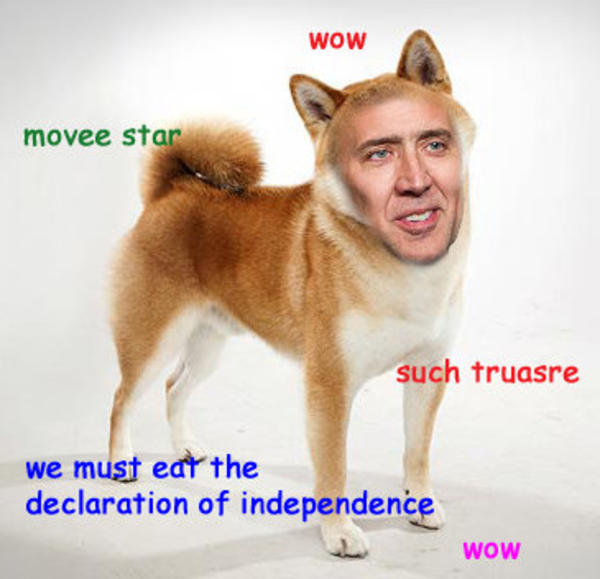 wow
movee star
such truasre
we must eat the
declaration of independence
wow